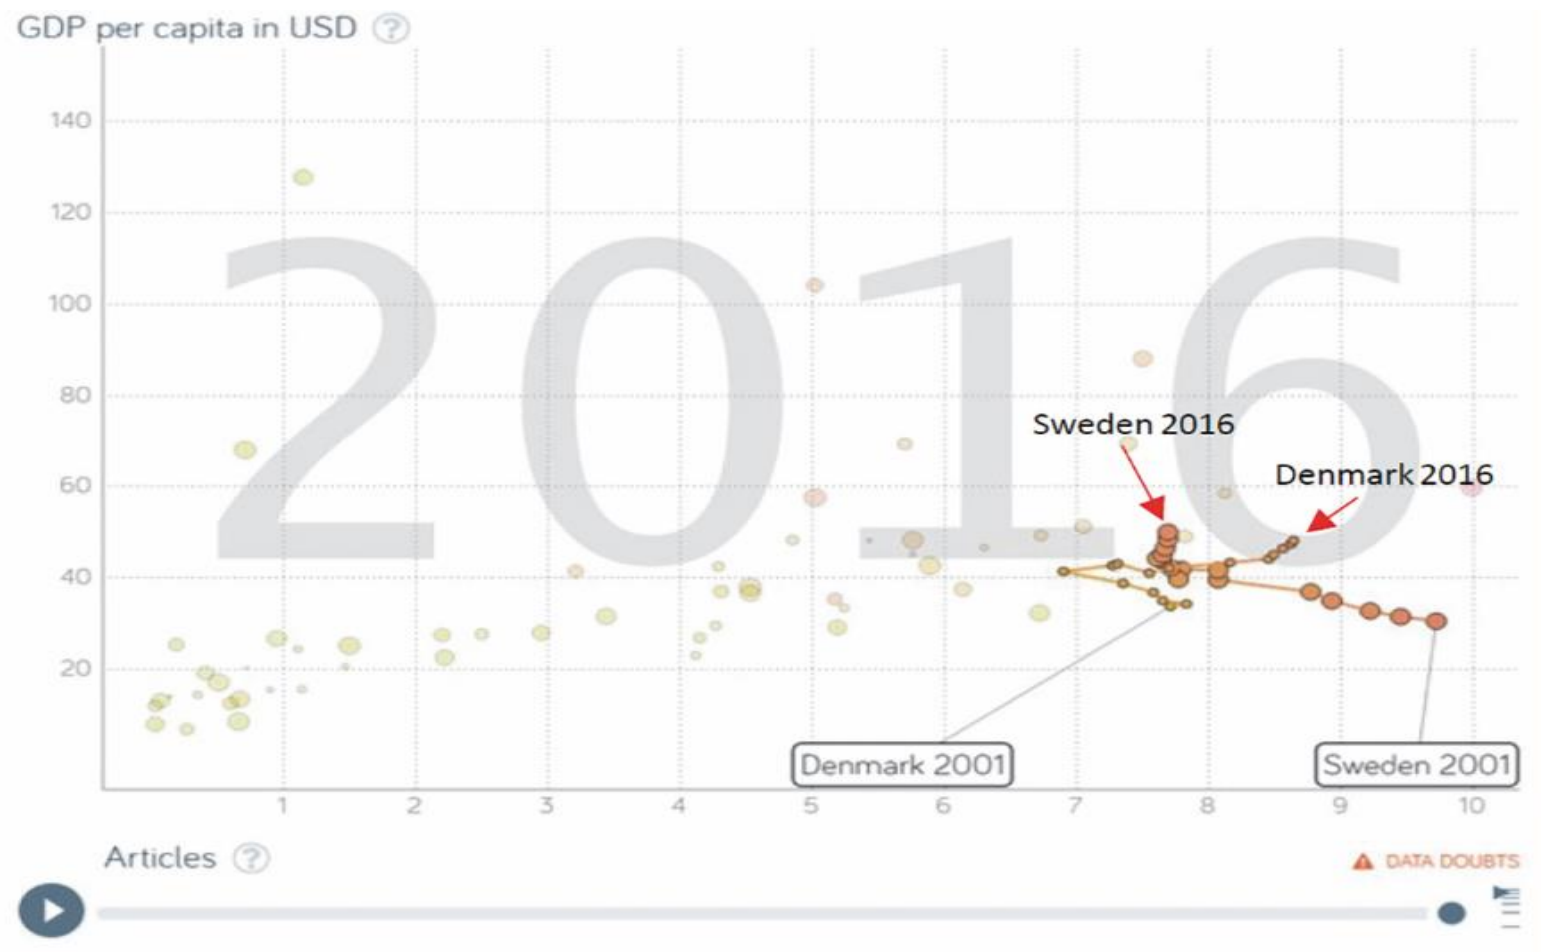 GDP per capita in USD ?
140
120
100
80
60
40
20
2016
Sweden 2016
Denmark 2016
Denmark 2001
Sweden 2001
1 2 3 4 5 6 7 8 9 10
Articles ?
DATA DOUBTS